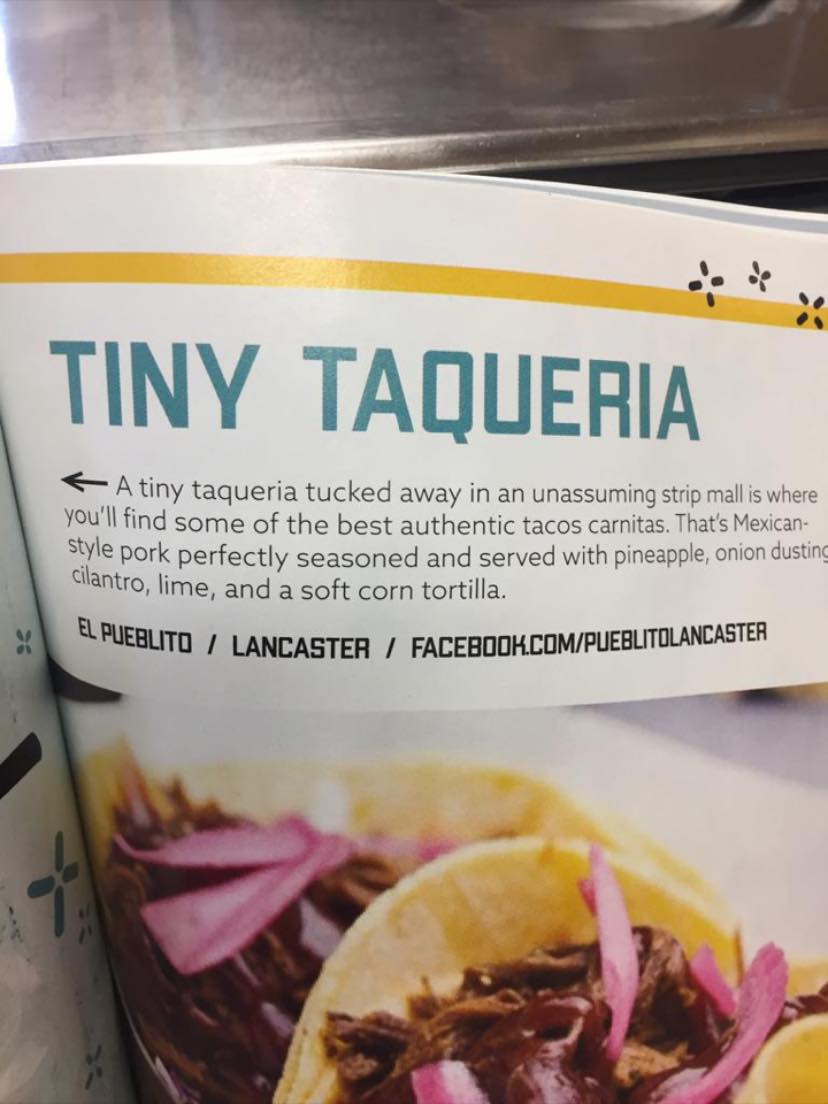 TINY TAQUERIA
← A tiny taqueria tucked away in an unassuming strip mall is where
you'll find some of the best authentic tacos carnitas. That's Mexican-
style pork perfectly seasoned and served with pineapple, onion dusting
cilantro, lime, and a soft corn tortilla.
EL PUEBLITO / LANCASTER / FACEBOOK.COM/PUEBLITOLANCASTER